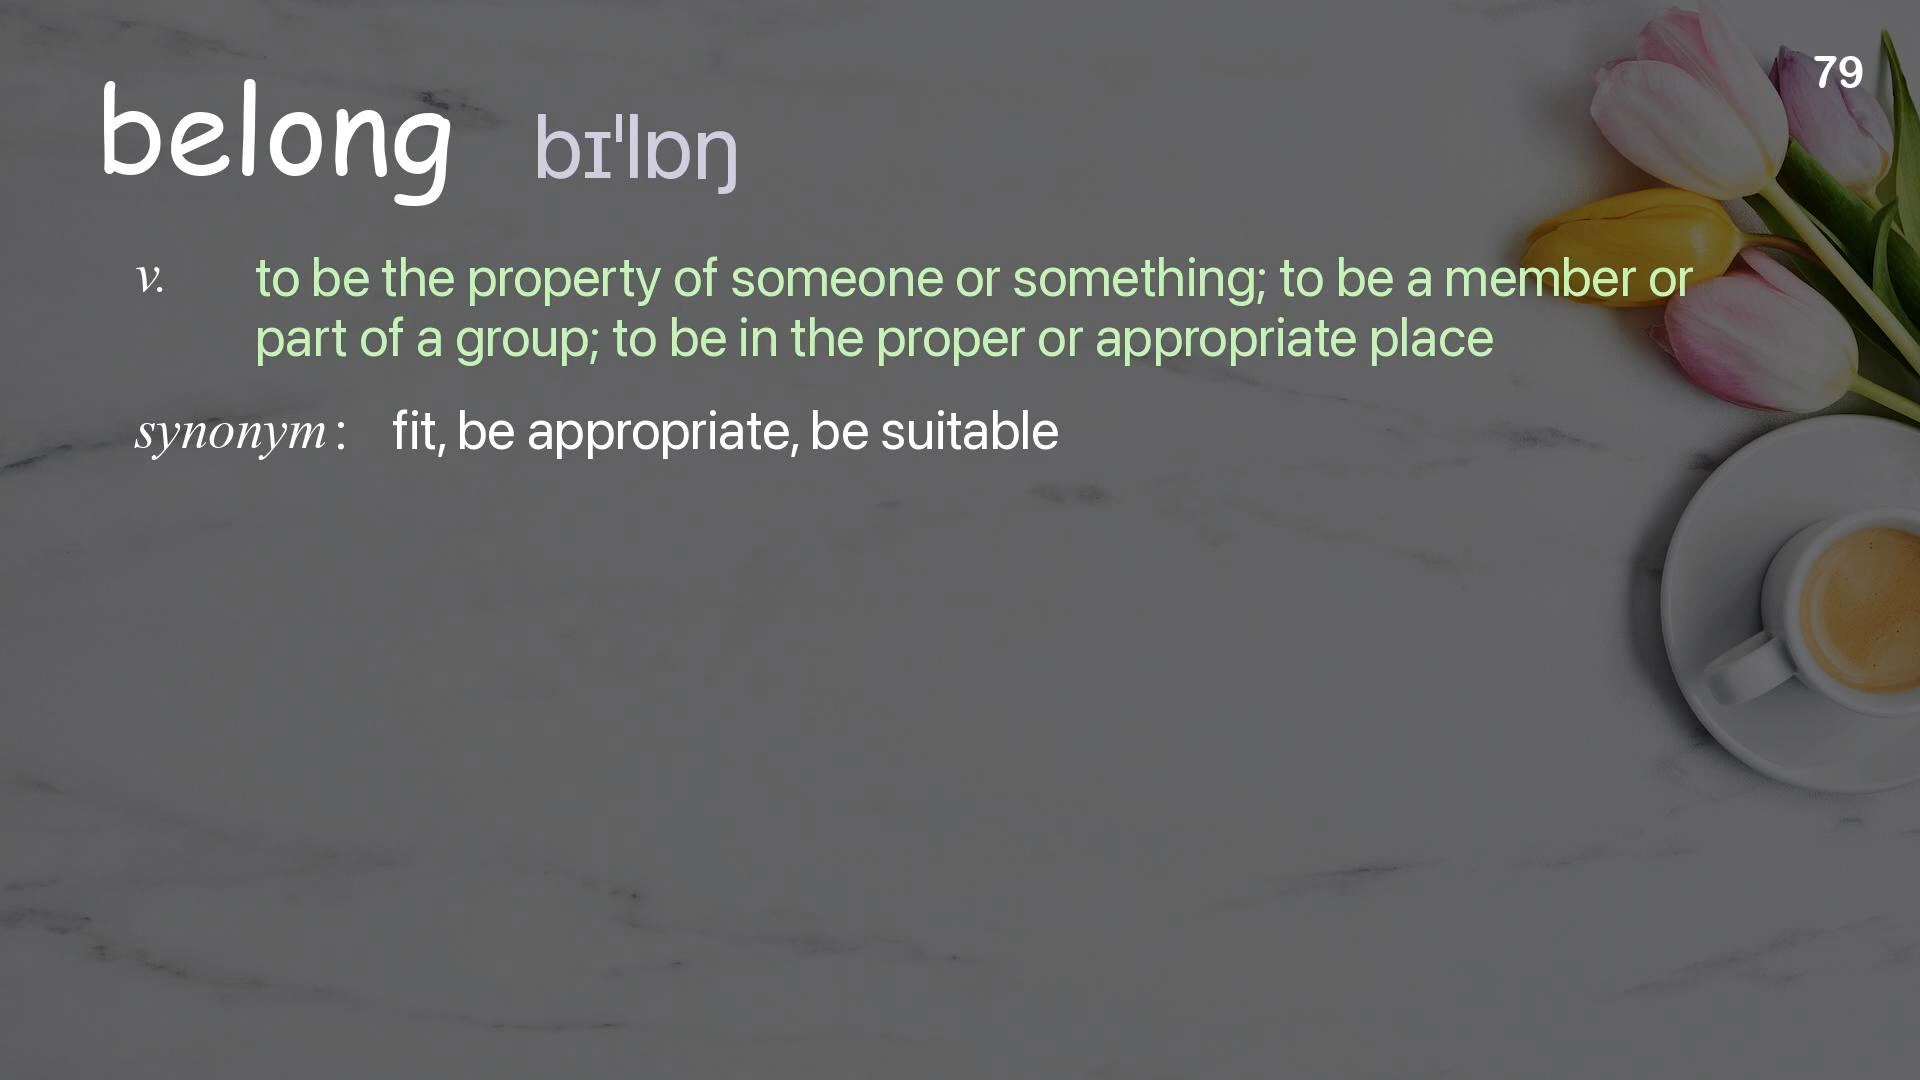 79
belong bɪˈlɒŋ
v. to be the property of someone or something; to be a member or
part of a group; to be in the proper or appropriate place
synonym: fit, be appropriate, be suitable